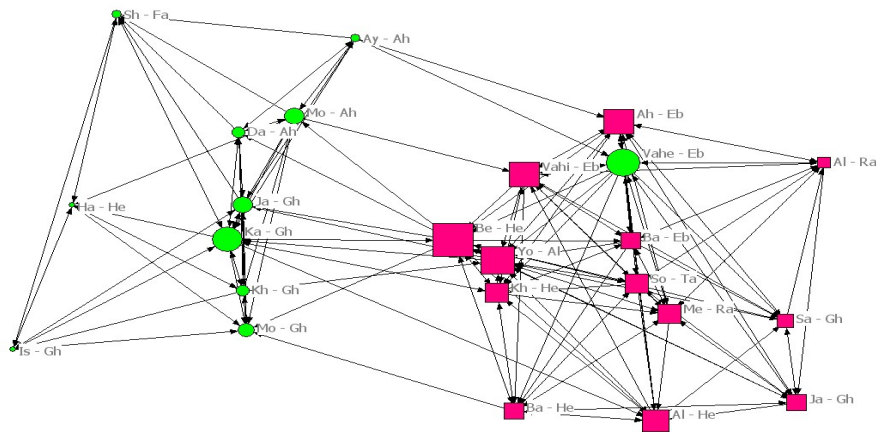 Sh - Fa
Ay - Ah
Mo - Ah
Ah - Eb
Da - Ah
Vahe - Eb
Al - Ra
Vahi - Eb
Ha - He
Ja - Gh
Be - He
Ka - Gh
Ba - Eb
Yo - Al
So - Ta
Kh - Gh
Kh - He
Me - Ra
Sa - Gh
Mo - Gh
Is - Gh
Ja - Gh
Ba - He
Al - He